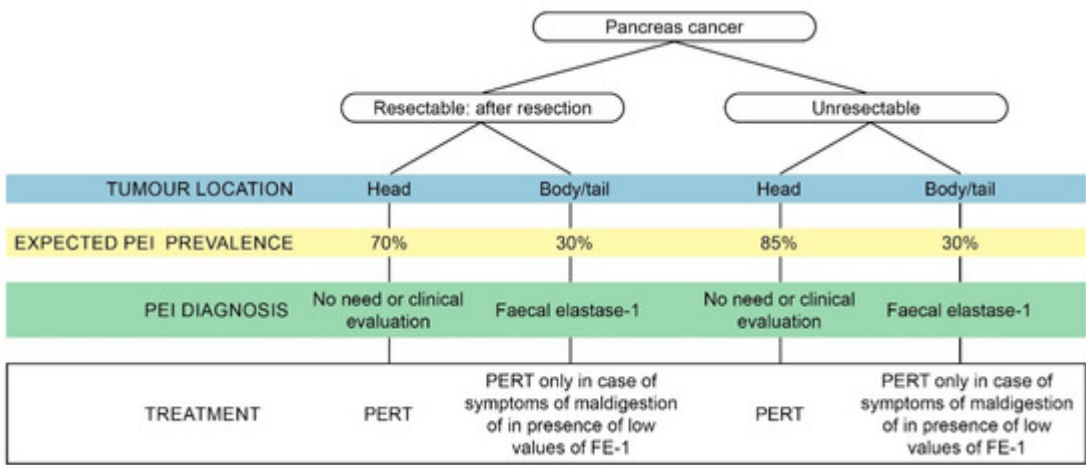 Pancreas cancer
Resectable: after resection
Unresectable
TUMOUR LOCATION Head Body/tail Head Body/tail
EXPECTED PEI PREVALENCE 70% 30% 85% 30%
PEI DIAGNOSIS
No need or clinical
evaluation
Faecal elastase-1
No need or clinical
evaluation
Faecal elastase-1
TREATMENT
PERT
PERT only in case of
symptoms of maldigestion
of in presence of low
values of FE-1
PERT
PERT only in case of
symptoms of maldigestion
of in presence of low
values of FE-1